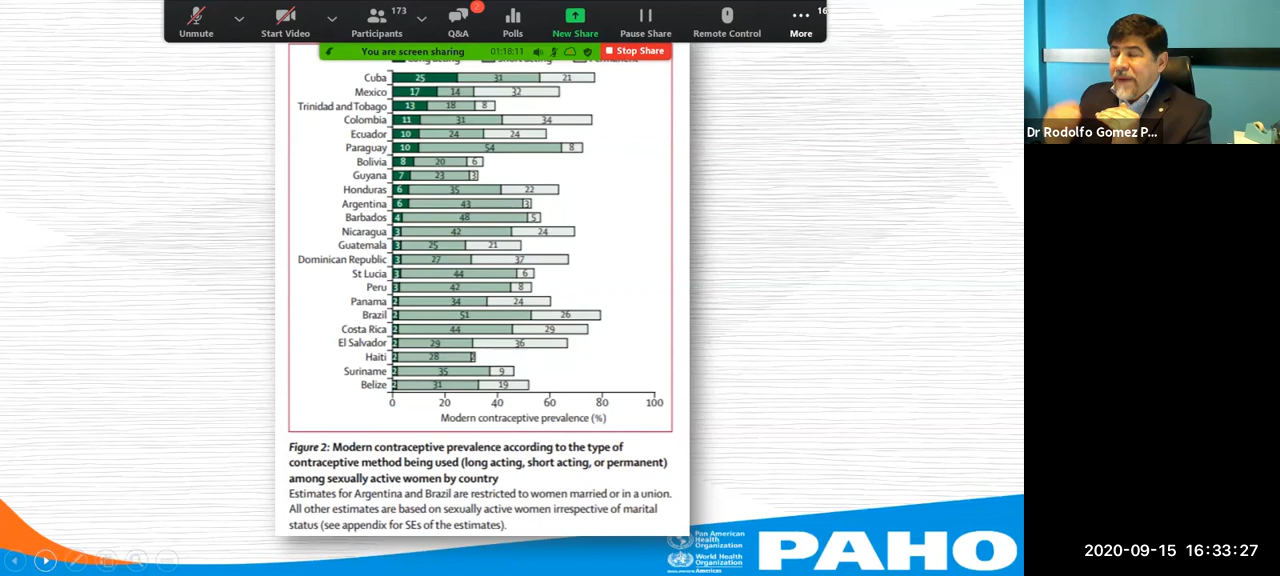 173
2
16
Unmute
Start Video
Participants
Q&A
Polls
New Share
Pause Share
Remote Control
More
You are screen sharing
01:18:11
Stop Share
Cuba 25 31 21
Mexico 17 14 32
Trinidad and Tobago 13 18 8
Colombia 11 31 34
Ecuador 10 24 24
Paraguay 10 54 8
Bolivia 8 20 6
Guyana 7 23 3
Honduras 6 35 22
Argentina 6 43 3
Barbados 4 48 5
Nicaragua 3 42 24
Guatemala 3 25 21
Dominican Republic 3 27 37
St Lucia 3 44 6
Peru 3 42 8
Panama 2 34 24
Brazil 2 51 26
Costa Rica 2 44 29
El Salvador 2 29 36
Haiti 2 28 2
Suriname 2 35 9
Belize 2 31 19
0 20 40 60 80 100
Modern contraceptive prevalence (%)
Figure 2: Modern contraceptive prevalence according to the type of
contraceptive method being used (long acting, short acting, or permanent)
among sexually active women by country
Estimates for Argentina and Brazil are restricted to women married or in a union.
All other estimates are based on sexually active women irrespective of marital
status (see appendix for SEs of the estimates).
Dr Rodolfo Gomez P...
Pan American
Health
Organization
World Health
Organization
Americas
PAHO
2020-09-15 16:33:27